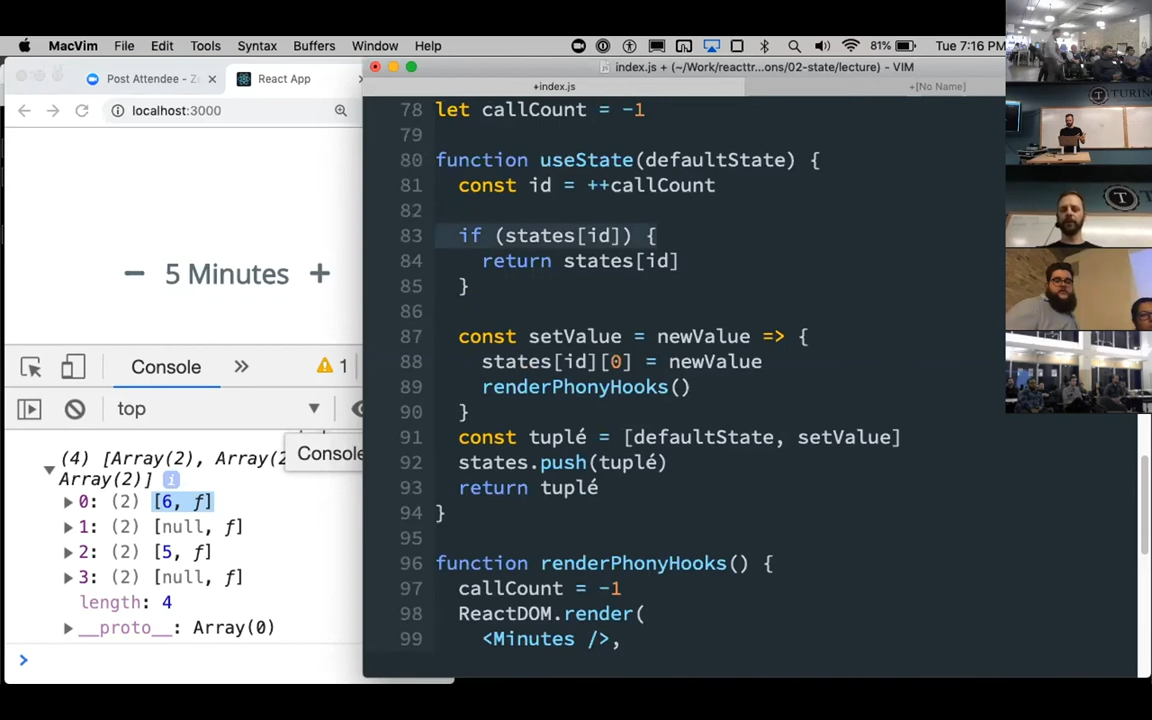 MacVim File Edit Tools Syntax Buffers Window Help 81% Tue 7:16 PM
Post Attendee - Z
React App
localhost:3000
− 5 Minutes +
Console » 1
top
Console
(4) [Array(2), Array(2
Array(2)] i
0: (2) [6, ƒ]
1: (2) [null, ƒ]
2: (2) [5, ƒ]
3: (2) [null, ƒ]
length: 4
__proto__: Array(0)
>
index.js + (~/Work/reacttr...ons/02-state/lecture) - VIM
+index.js +[No Name]
78 let callCount = -1
79
80 function useState(defaultState) {
81 const id = ++callCount
82
83 if (states[id]) {
84 return states[id]
85 }
86
87 const setValue = newValue => {
88 states[id][0] = newValue
89 renderPhonyHooks()
90 }
91 const tuplé = [defaultState, setValue]
92 states.push(tuplé)
93 return tuplé
94 }
95
96 function renderPhonyHooks() {
97 callCount = -1
98 ReactDOM.render(
99 <Minutes />,
TURIN